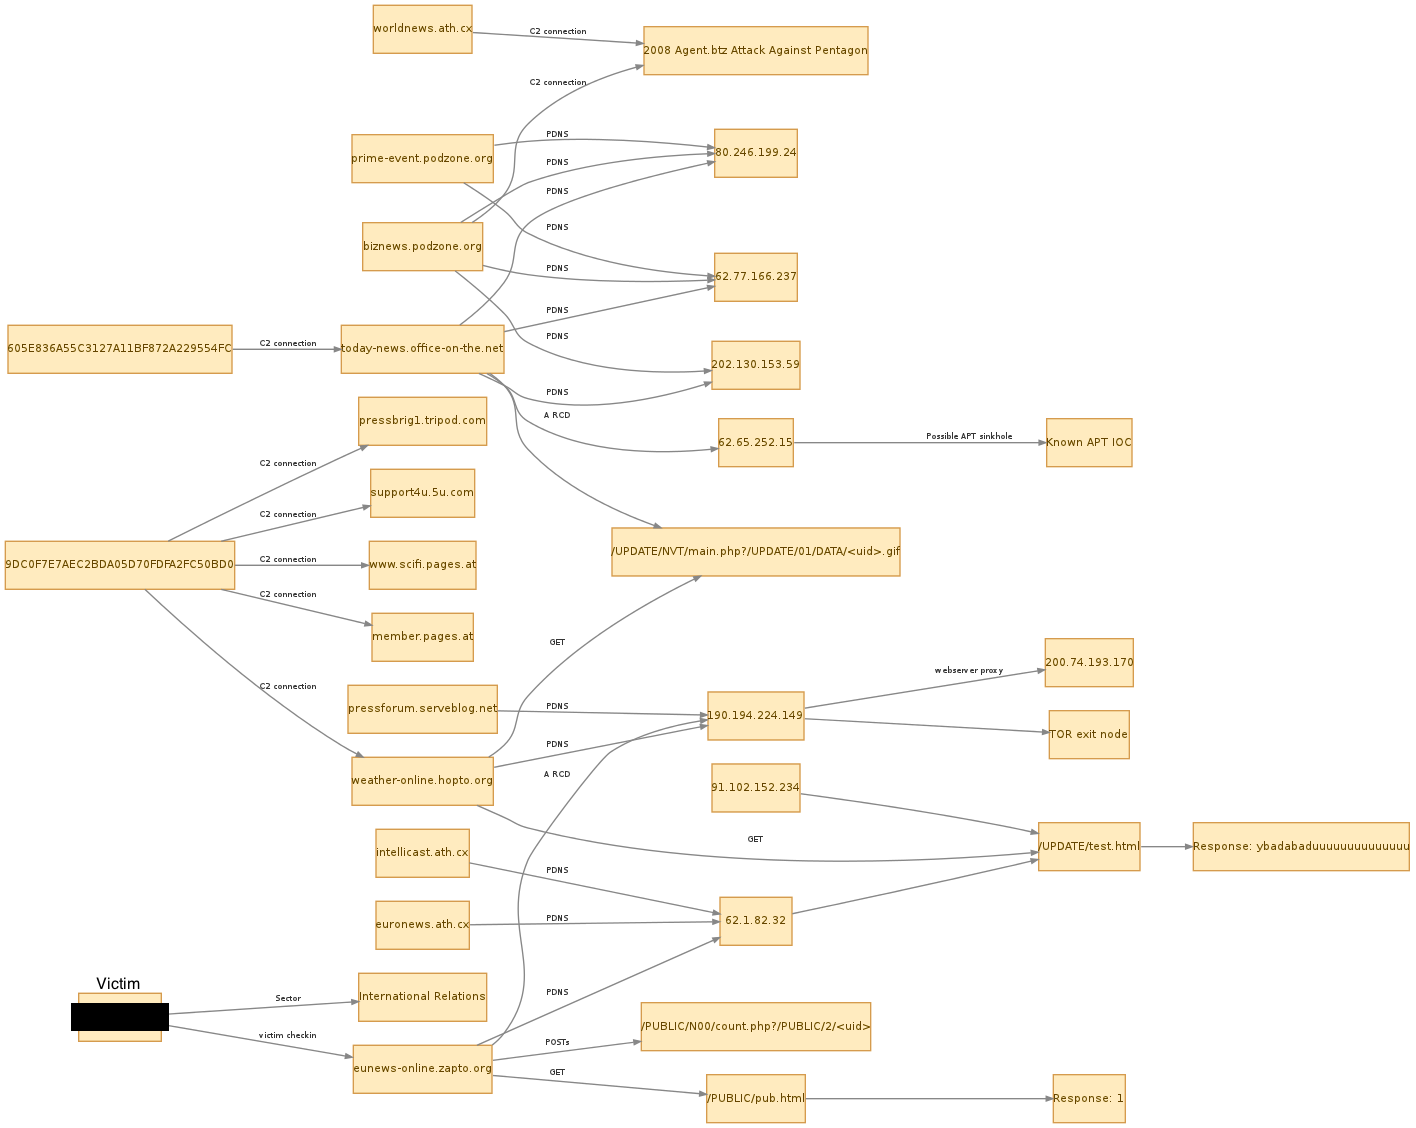 worldnews.ath.cx
C2 connection
2008 Agent.btz Attack Against Pentagon
C2 connection
prime-event.podzone.org
PDNS
80.246.199.24
PDNS
PDNS
biznews.podzone.org
PDNS
PDNS
62.77.166.237
PDNS
605E836A55C3127A11BF872A229554FC
C2 connection
today-news.office-on-the.net
PDNS
202.130.153.59
PDNS
pressbrig1.tripod.com
A RCD
62.65.252.15
Possible APT sinkhole
Known APT IOC
C2 connection
support4u.5u.com
C2 connection
9DC0F7E7AEC2BDA05D70FDFA2FC50BD0
C2 connection
www.scifi.pages.at
/UPDATE/NVT/main.php?/UPDATE/01/DATA/<uid>.gif
C2 connection
member.pages.at
GET
C2 connection
pressforum.serveblog.net
PDNS
190.194.224.149
webserver proxy
200.74.193.170
TOR exit node
PDNS
weather-online.hopto.org
A RCD
91.102.152.234
intellicast.ath.cx
GET
/UPDATE/test.html
Response: ybadabaduuuuuuuuuuuuuu
PDNS
euronews.ath.cx
PDNS
62.1.82.32
Victim
Sector
International Relations
PDNS
victim checkin
eunews-online.zapto.org
POSTs
/PUBLIC/N00/count.php?/PUBLIC/2/<uid>
GET
/PUBLIC/pub.html
Response: 1